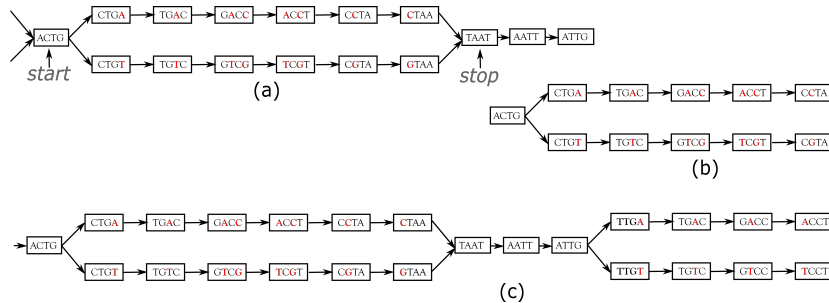 CTGA TGAC GACC ACCT CCTA CTAA
ACTG TAAT AATT ATTG
start stop
CTGT TGTC GTCG TCGT CGTA GTAA
(a)
CTGA TGAC GACC ACCT CCTA
ACTG
CTGT TGTC GTCG TCGT CGTA
(b)
CTGA TGAC GACC ACCT CCTA CTAA TTGA TGAC GACC ACCT
ACTG TAAT AATT ATTG
CTGT TGTC GTCG TCGT CGTA GTAA TTGT TGTC GTCC TCCT
(c)